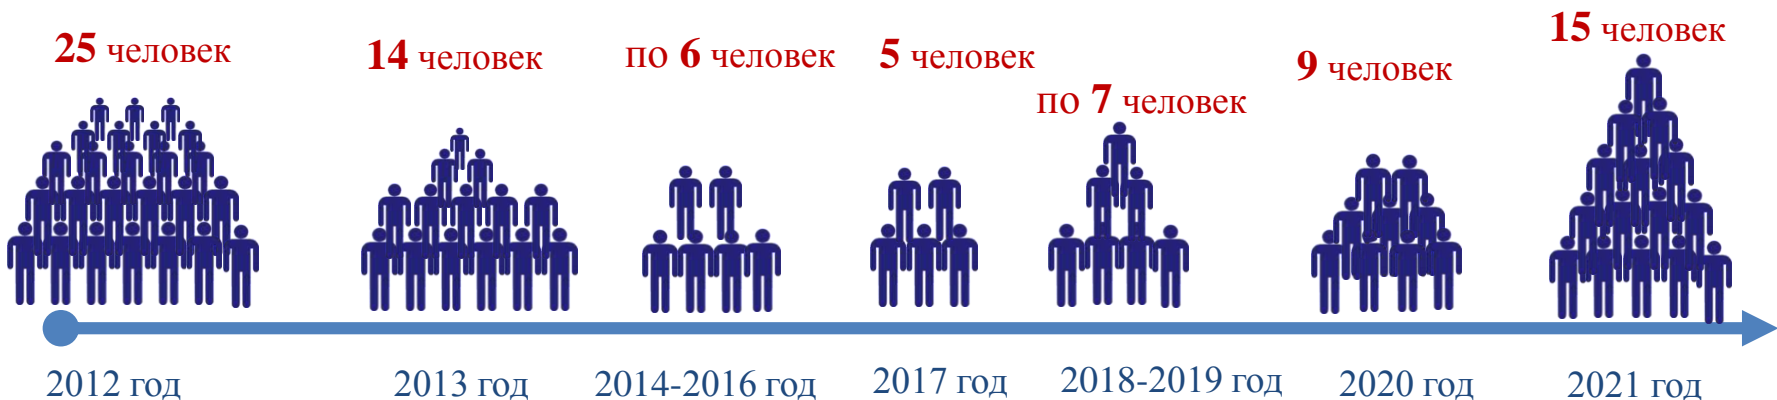 25 человек
14 человек
по 6 человек
5 человек
по 7 человек
9 человек
15 человек
2012 год
2013 год
2014-2016 год
2017 год
2018-2019 год
2020 год
2021 год